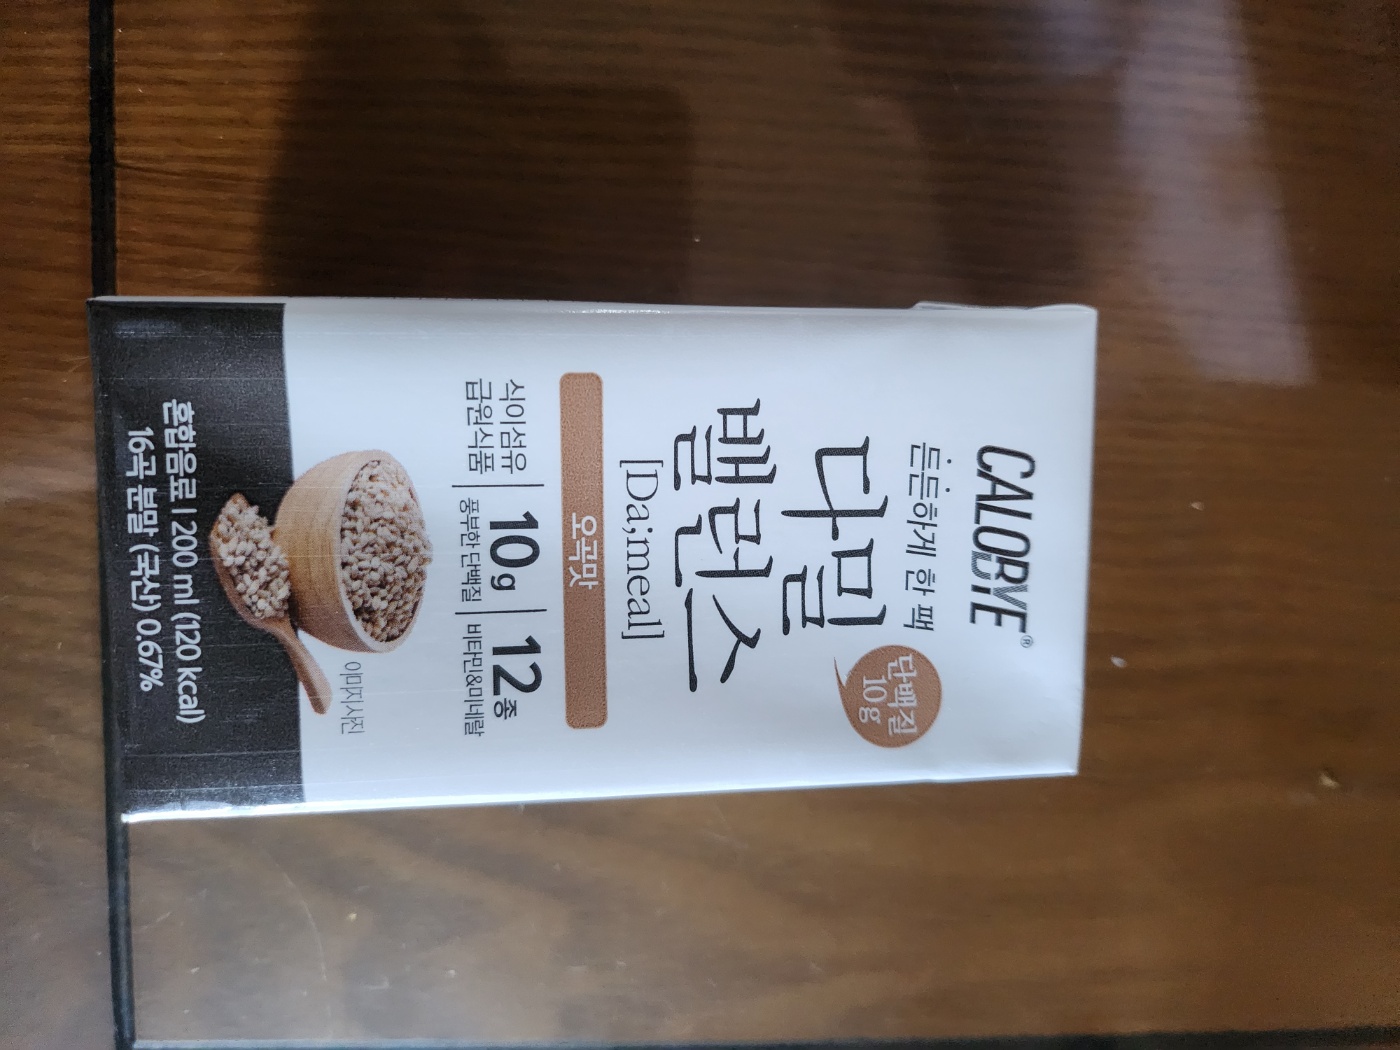 CALOBYE®
든든하게 한 팩
단백질
10g
다밀
밸런스
[Da;meal]
오곡맛
식이섬유
급원식품
10g
풍부한 단백질
12종
비타민&미네랄
이미지사진
혼합음료 | 200 ml (120 kcal)
16곡 분말 (국산) 0.67%